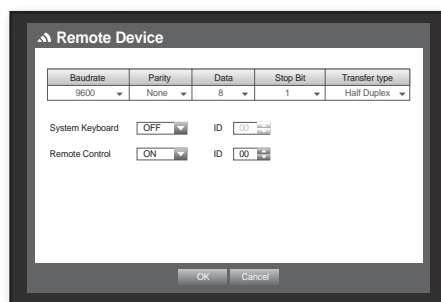 Remote Device
Baudrate Parity Data Stop Bit Transfer type
9600 None 8 1 Half Duplex
System Keyboard OFF ID 00
Remote Control ON ID 00
OK Cancel